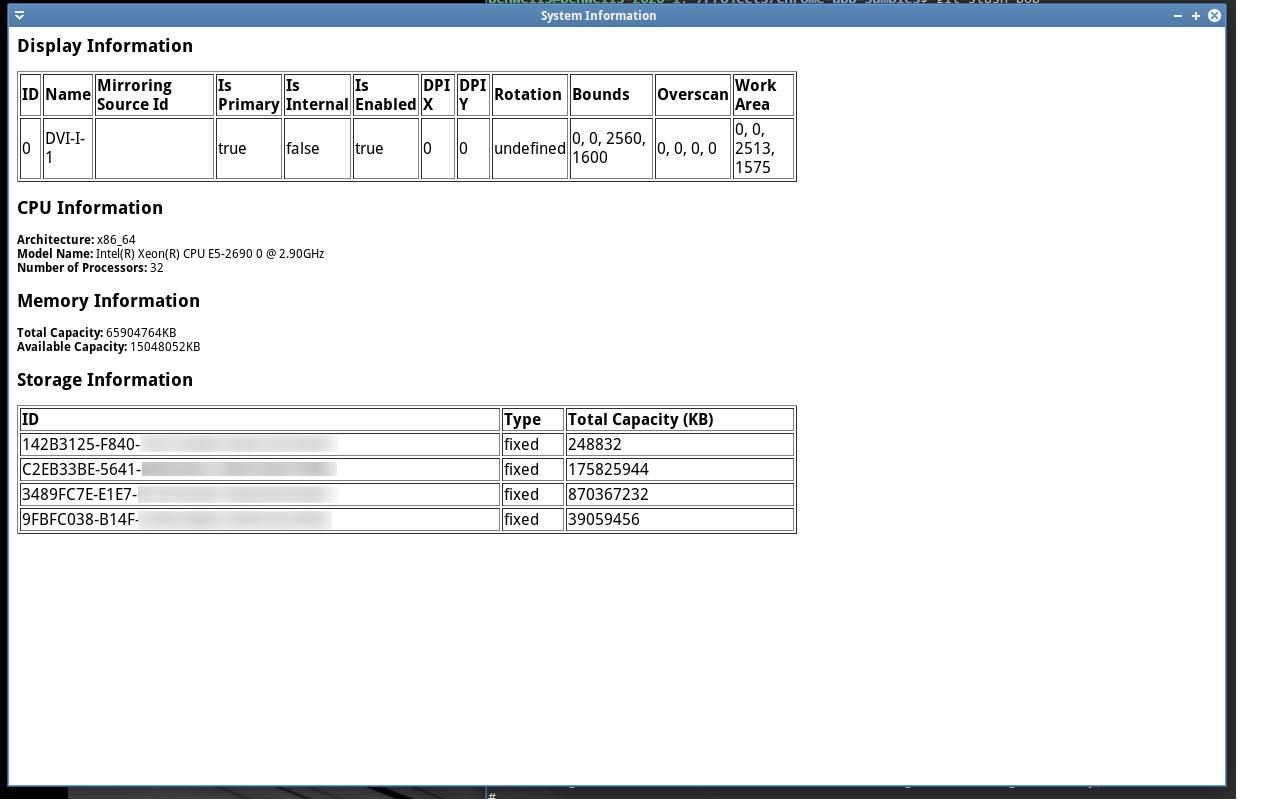 System Information
Display Information
ID Name Mirroring Source Id Is Primary Is Internal Is Enabled DPI X DPI Y Rotation Bounds Overscan Work Area
0 DVI-I-1 true false true 0 0 undefined 0, 0, 2560, 1600 0, 0, 0, 0 0, 0, 2513, 1575
CPU Information
Architecture: x86_64
Model Name: Intel(R) Xeon(R) CPU E5-2690 0 @ 2.90GHz
Number of Processors: 32
Memory Information
Total Capacity: 65904764KB
Available Capacity: 15048052KB
Storage Information
ID Type Total Capacity (KB)
142B3125-F840- fixed 248832
C2EB33BE-5641- fixed 175825944
3489FC7E-E1E7- fixed 870367232
9FBFC038-B14F- fixed 39059456
#